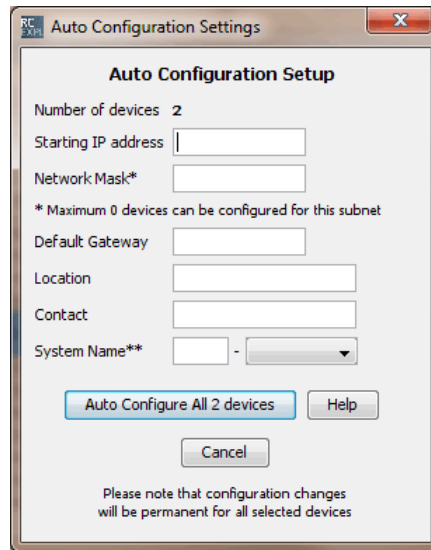 RC EXPL Auto Configuration Settings
Auto Configuration Setup
Number of devices 2
Starting IP address
Network Mask*
* Maximum 0 devices can be configured for this subnet
Default Gateway
Location
Contact
System Name** -
Auto Configure All 2 devices Help
Cancel
Please note that configuration changes
will be permanent for all selected devices